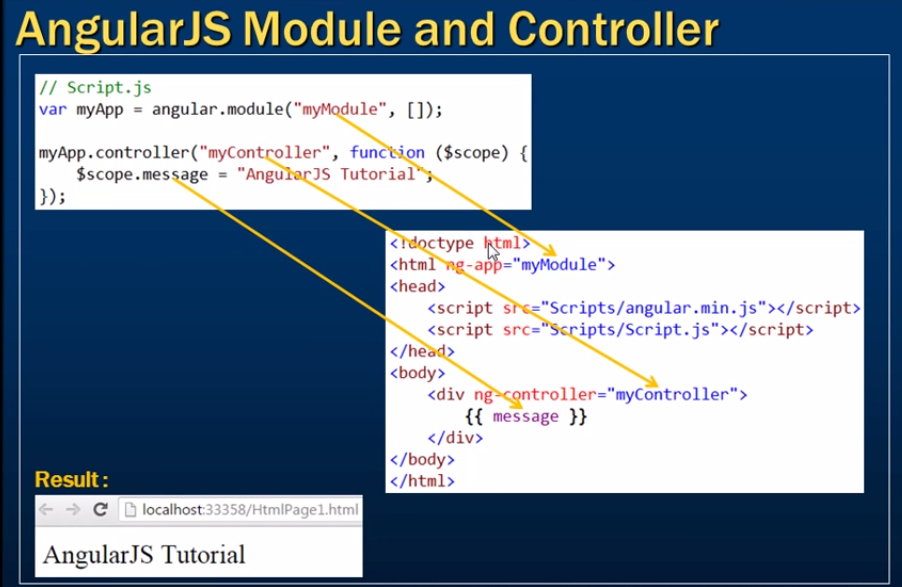 AngularJS Module and Controller
// Script.js
var myApp = angular.module("myModule", []);
myApp.controller("myController", function ($scope) {
$scope.message = "AngularJS Tutorial";
});
<!doctype html>
<html ng-app="myModule">
<head>
<script src="Scripts/angular.min.js"></script>
<script src="Scripts/Script.js"></script>
</head>
<body>
<div ng-controller="myController">
{{ message }}
</div>
</body>
</html>
Result :
localhost:33358/HtmlPage1.html
AngularJS Tutorial